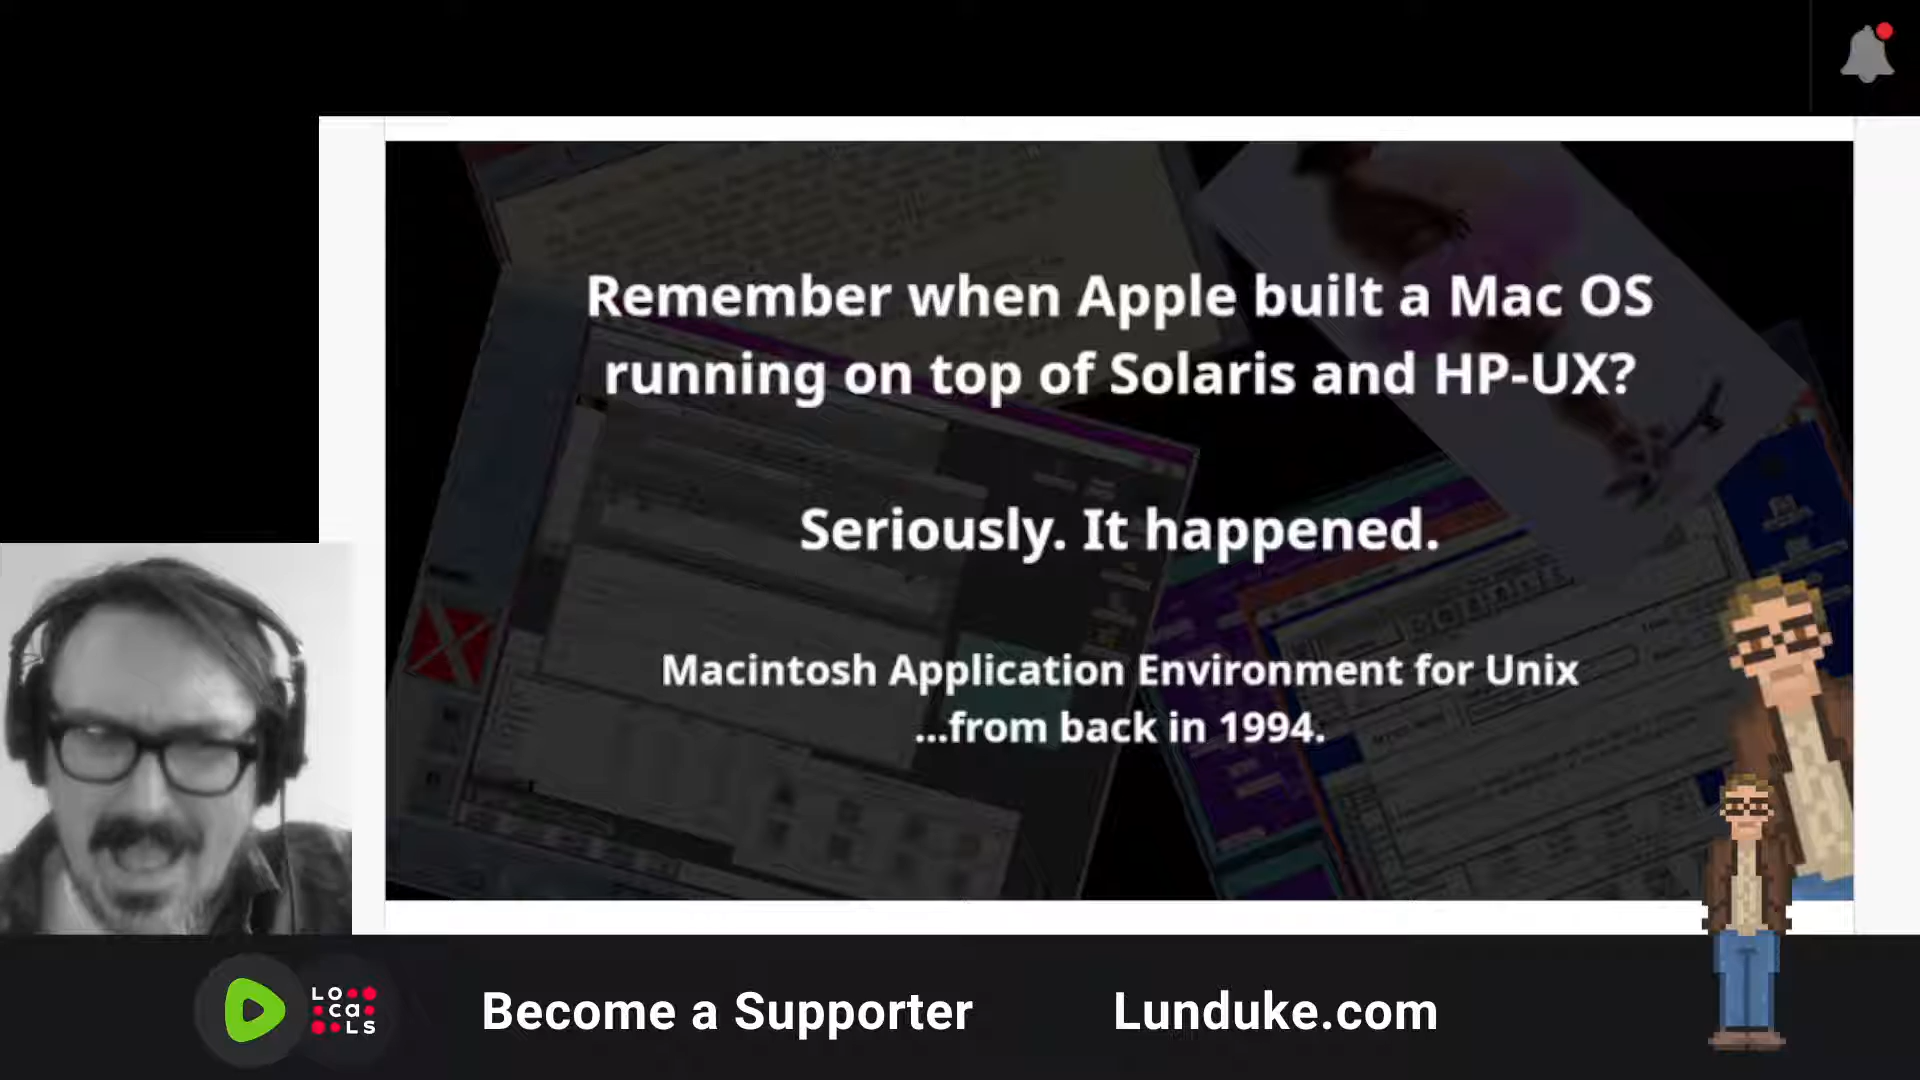 Remember when Apple built a Mac OS
running on top of Solaris and HP-UX?
Seriously. It happened.
Macintosh Application Environment for Unix
...from back in 1994.
LO
ca
LS
Become a Supporter
Lunduke.com